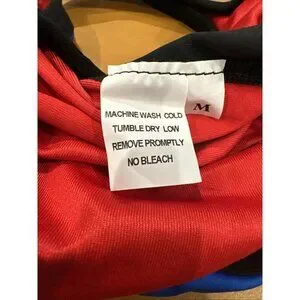 M
MACHINE WASH COLD
TUMBLE DRY LOW
REMOVE PROMPTLY
NO BLEACH